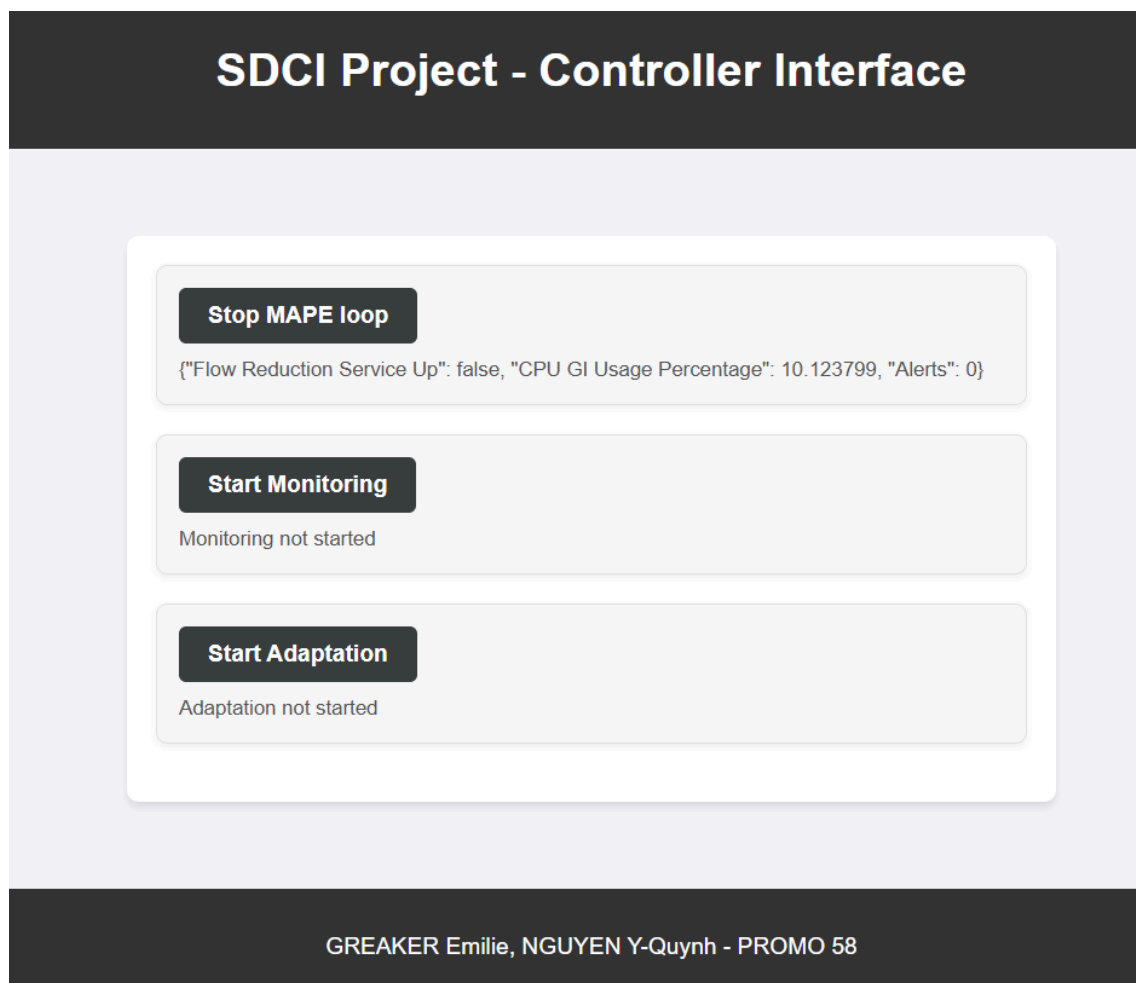 SDCI Project - Controller Interface
Stop MAPE loop
{"Flow Reduction Service Up": false, "CPU GI Usage Percentage": 10.123799, "Alerts": 0}
Start Monitoring
Monitoring not started
Start Adaptation
Adaptation not started
GREAKER Emilie, NGUYEN Y-Quynh - PROMO 58